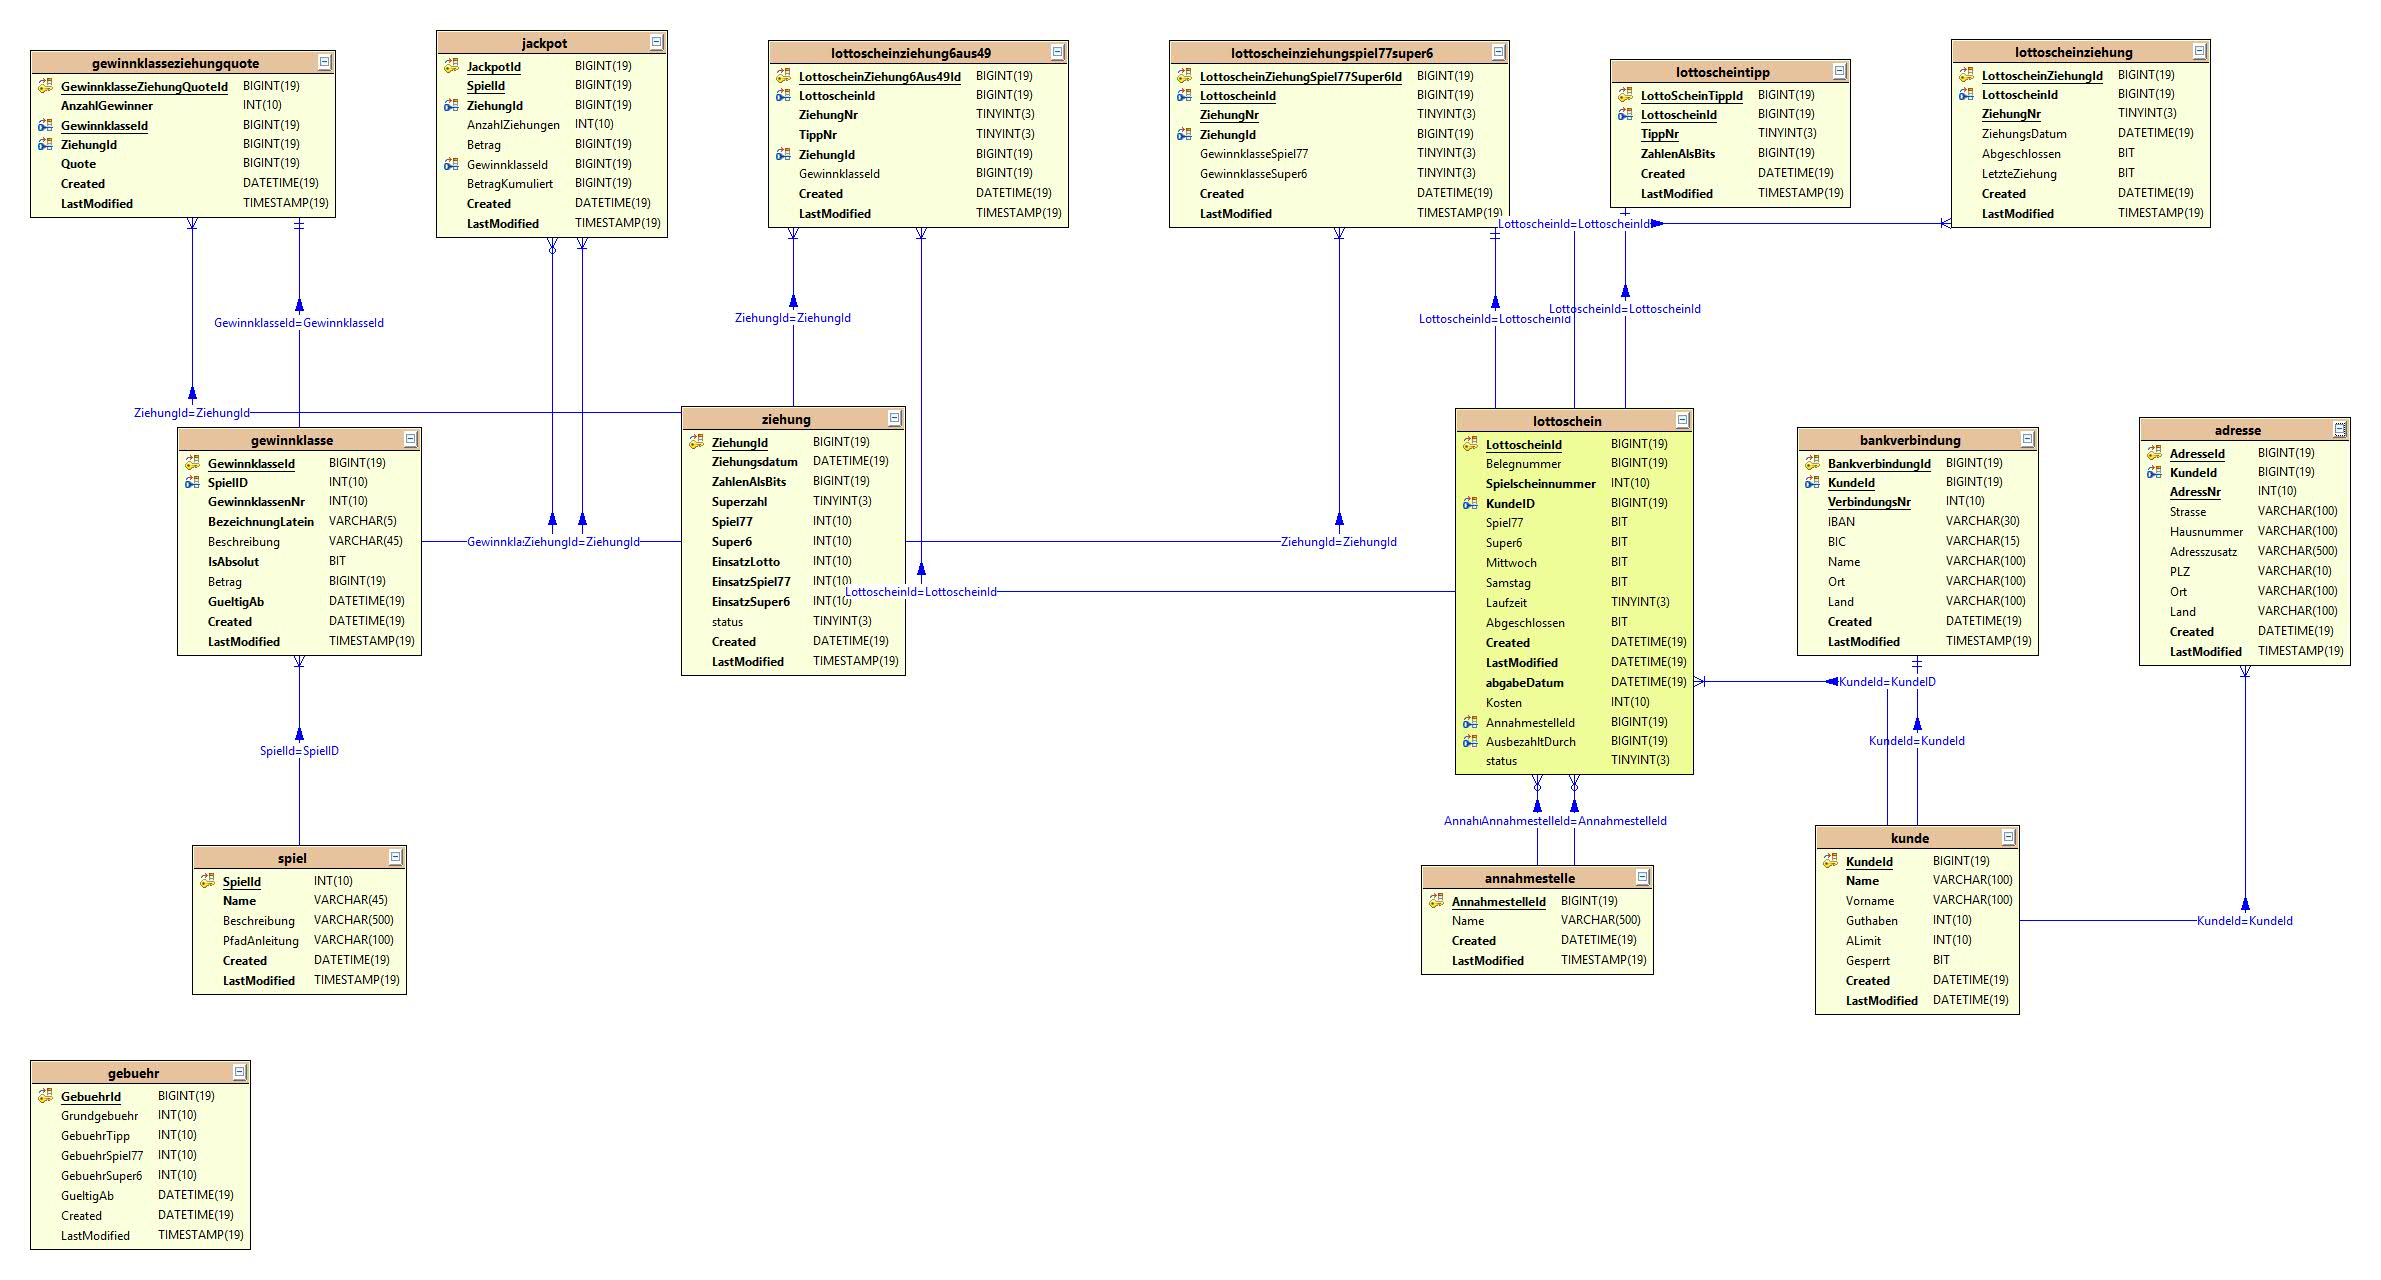 gewinnklasseziehungquote
GewinnklasseZiehungQuoteId BIGINT(19)
AnzahlGewinner INT(10)
GewinnklasseId BIGINT(19)
ZiehungId BIGINT(19)
Quote BIGINT(19)
Created DATETIME(19)
LastModified TIMESTAMP(19)
jackpot
JackpotId BIGINT(19)
SpielId BIGINT(19)
ZiehungId BIGINT(19)
AnzahlZiehungen INT(10)
Betrag BIGINT(19)
GewinnklasseId BIGINT(19)
BetragKumuliert BIGINT(19)
Created DATETIME(19)
LastModified TIMESTAMP(19)
lottoscheinziehung6aus49
LottoscheinZiehung6Aus49Id BIGINT(19)
LottoscheinId BIGINT(19)
ZiehungNr TINYINT(3)
TippNr TINYINT(3)
ZiehungId BIGINT(19)
GewinnklasseId BIGINT(19)
Created DATETIME(19)
LastModified TIMESTAMP(19)
lottoscheinziehungspiel77super6
LottoscheinZiehungSpiel77Super6Id BIGINT(19)
LottoscheinId BIGINT(19)
ZiehungNr TINYINT(3)
ZiehungId BIGINT(19)
GewinnklasseSpiel77 TINYINT(3)
GewinnklasseSuper6 TINYINT(3)
Created DATETIME(19)
LastModified TIMESTAMP(19)
lottoscheintipp
LottoScheinTippId BIGINT(19)
LottoscheinId BIGINT(19)
TippNr TINYINT(3)
ZahlenAlsBits BIGINT(19)
Created DATETIME(19)
LastModified TIMESTAMP(19)
lottoscheinziehung
LottoscheinZiehungId BIGINT(19)
LottoscheinId BIGINT(19)
ZiehungNr TINYINT(3)
ZiehungsDatum DATETIME(19)
Abgeschlossen BIT
LetzteZiehung BIT
Created DATETIME(19)
LastModified TIMESTAMP(19)
LottoscheinId=LottoscheinId
GewinnklasseId=GewinnklasseId
ZiehungId=ZiehungId
LottoscheinId=LottoscheinId
LottoscheinId=LottoscheinId
ZiehungId=ZiehungId
gewinnklasse
GewinnklasseId BIGINT(19)
SpielID INT(10)
GewinnklassenNr INT(10)
BezeichnungLatein VARCHAR(5)
Beschreibung VARCHAR(45)
IsAbsolut BIT
Betrag BIGINT(19)
GueltigAb DATETIME(19)
Created DATETIME(19)
LastModified TIMESTAMP(19)
ZiehungId=ZiehungId
ziehung
ZiehungId BIGINT(19)
Ziehungsdatum DATETIME(19)
ZahlenAlsBits BIGINT(19)
Superzahl TINYINT(3)
Spiel77 INT(10)
Super6 INT(10)
EinsatzLotto INT(10)
EinsatzSpiel77 INT(10)
EinsatzSuper6 INT(10)
status TINYINT(3)
Created DATETIME(19)
LastModified TIMESTAMP(19)
LottoscheinId=LottoscheinId
ZiehungId=ZiehungId
lottoschein
LottoscheinId BIGINT(19)
Belegnummer BIGINT(19)
Spielscheinnummer INT(10)
KundeID BIGINT(19)
Spiel77 BIT
Super6 BIT
Mittwoch BIT
Samstag BIT
Laufzeit TINYINT(3)
Abgeschlossen BIT
Created DATETIME(19)
LastModified DATETIME(19)
abgabeDatum DATETIME(19)
Kosten INT(10)
AnnahmestelleId BIGINT(19)
AusbezahltDurch BIGINT(19)
status TINYINT(3)
bankverbindung
BankverbindungId BIGINT(19)
KundeId BIGINT(19)
VerbindungsNr INT(10)
IBAN VARCHAR(30)
BIC VARCHAR(15)
Name VARCHAR(100)
Ort VARCHAR(100)
Land VARCHAR(100)
Created DATETIME(19)
LastModified TIMESTAMP(19)
adresse
AdresseId BIGINT(19)
KundeId BIGINT(19)
AdressNr INT(10)
Strasse VARCHAR(100)
Hausnummer VARCHAR(100)
Adresszusatz VARCHAR(500)
PLZ VARCHAR(10)
Ort VARCHAR(100)
Land VARCHAR(100)
Created DATETIME(19)
LastModified TIMESTAMP(19)
KundeId=KundeID
KundeId=KundeId
SpielId=SpielID
AnnahmestelleId=AnnahmestelleId
spiel
SpielId INT(10)
Name VARCHAR(45)
Beschreibung VARCHAR(500)
PfadAnleitung VARCHAR(100)
Created DATETIME(19)
LastModified TIMESTAMP(19)
annahmestelle
AnnahmestelleId BIGINT(19)
Name VARCHAR(500)
Created DATETIME(19)
LastModified TIMESTAMP(19)
kunde
KundeId BIGINT(19)
Name VARCHAR(100)
Vorname VARCHAR(100)
Guthaben INT(10)
ALimit INT(10)
Gesperrt BIT
Created DATETIME(19)
LastModified DATETIME(19)
KundeId=KundeId
gebuehr
GebuehrId BIGINT(19)
Grundgebuehr INT(10)
GebuehrTipp INT(10)
GebuehrSpiel77 INT(10)
GebuehrSuper6 INT(10)
GueltigAb DATETIME(19)
Created DATETIME(19)
LastModified TIMESTAMP(19)